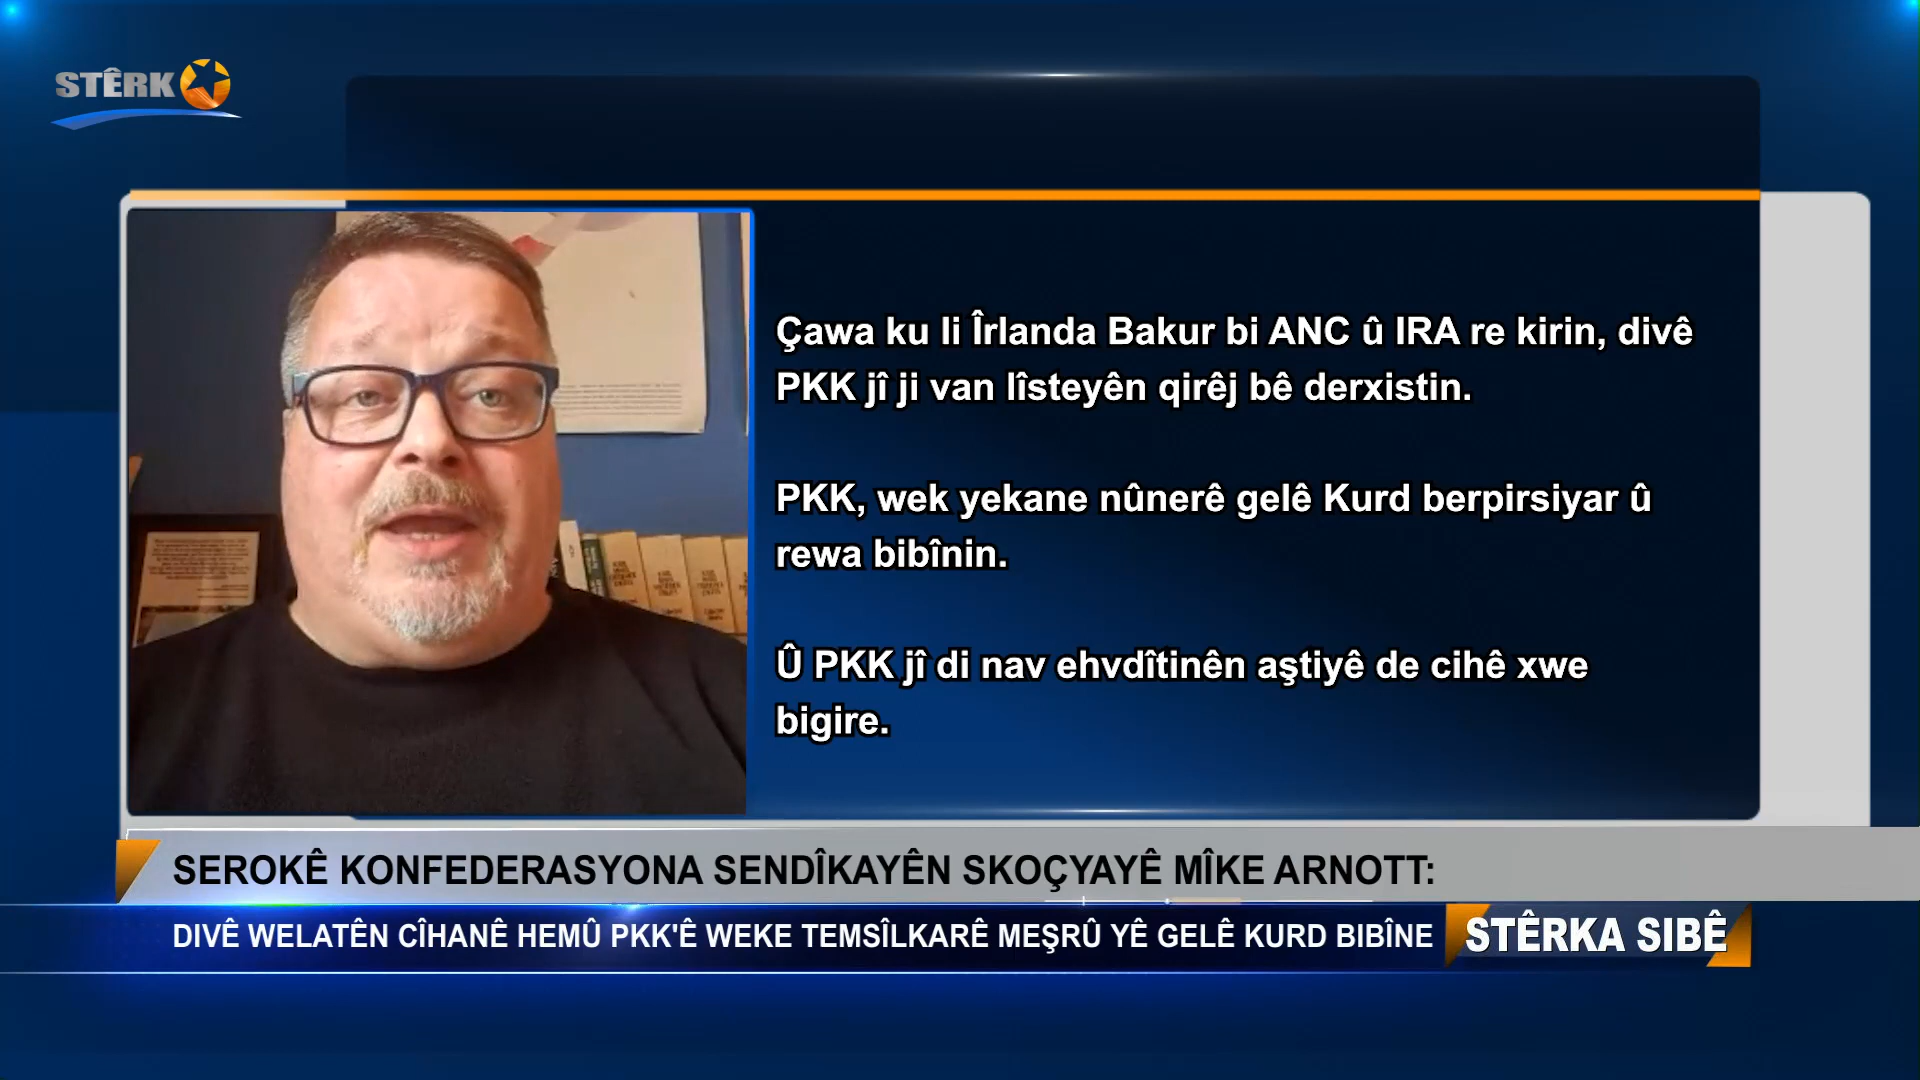 STÊRK
Çawa ku li Îrlanda Bakur bi ANC û IRA re kirin, divê
PKK jî ji van lîsteyên qirêj bê derxistin.
PKK, wek yekane nûnerê gelê Kurd berpirsiyar û
rewa bibînin.
Û PKK jî di nav ehvdîtinên aştiyê de cihê xwe
bigire.
SEROKÊ KONFEDERASYONA SENDÎKAYÊN SKOÇYAYÊ MÎKE ARNOTT:
DIVÊ WELATÊN CÎHANÊ HEMÛ PKK'Ê WEKE TEMSÎLKARÊ MEŞRÛ YÊ GELÊ KURD BIBÎNE
STÊRKA SIBÊ